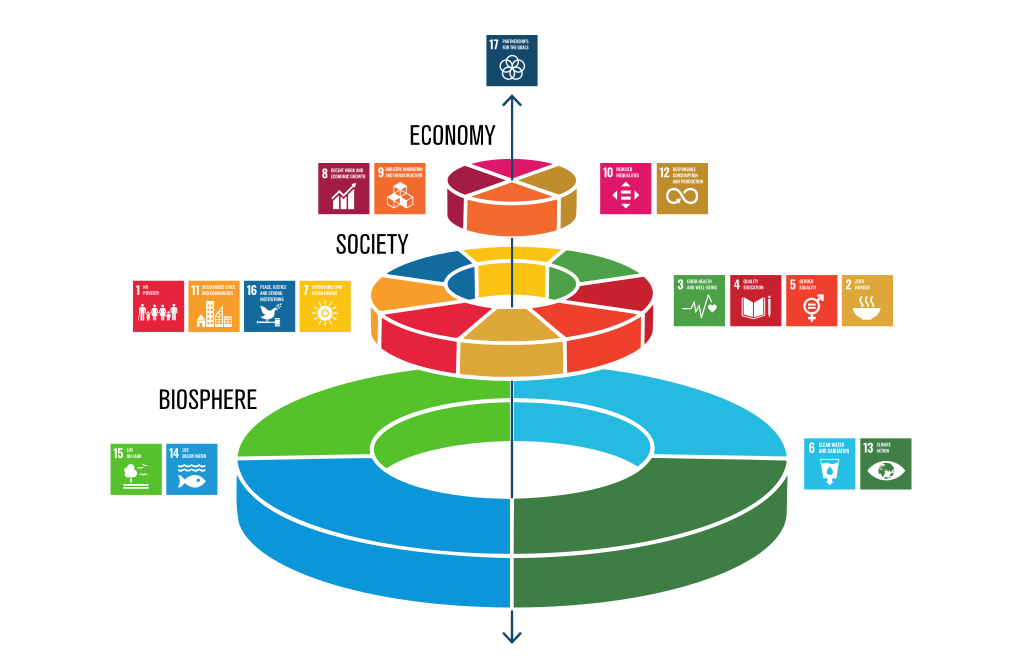 17 PARTNERSHIPS
FOR THE GOALS
ECONOMY
8 DECENT WORK AND
ECONOMIC GROWTH
9 INDUSTRY, INNOVATION
AND INFRASTRUCTURE
10 REDUCED
INEQUALITIES
12 RESPONSIBLE
CONSUMPTION
AND PRODUCTION
SOCIETY
1 NO
POVERTY
11 SUSTAINABLE CITIES
AND COMMUNITIES
16 PEACE, JUSTICE
AND STRONG
INSTITUTIONS
7 AFFORDABLE AND
CLEAN ENERGY
3 GOOD HEALTH
AND WELL-BEING
4 QUALITY
EDUCATION
5 GENDER
EQUALITY
2 ZERO
HUNGER
BIOSPHERE
15 LIFE
ON LAND
14 LIFE
BELOW WATER
6 CLEAN WATER
AND SANITATION
13 CLIMATE
ACTION